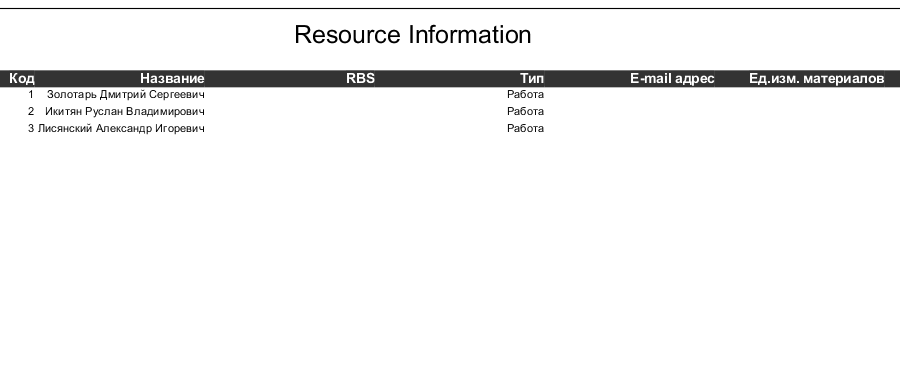 Resource Information
Код Название RBS Тип E-mail адрес Ед.изм. материалов
1 Золотарь Дмитрий Сергеевич Работа
2 Икитян Руслан Владимирович Работа
3 Лисянский Александр Игоревич Работа